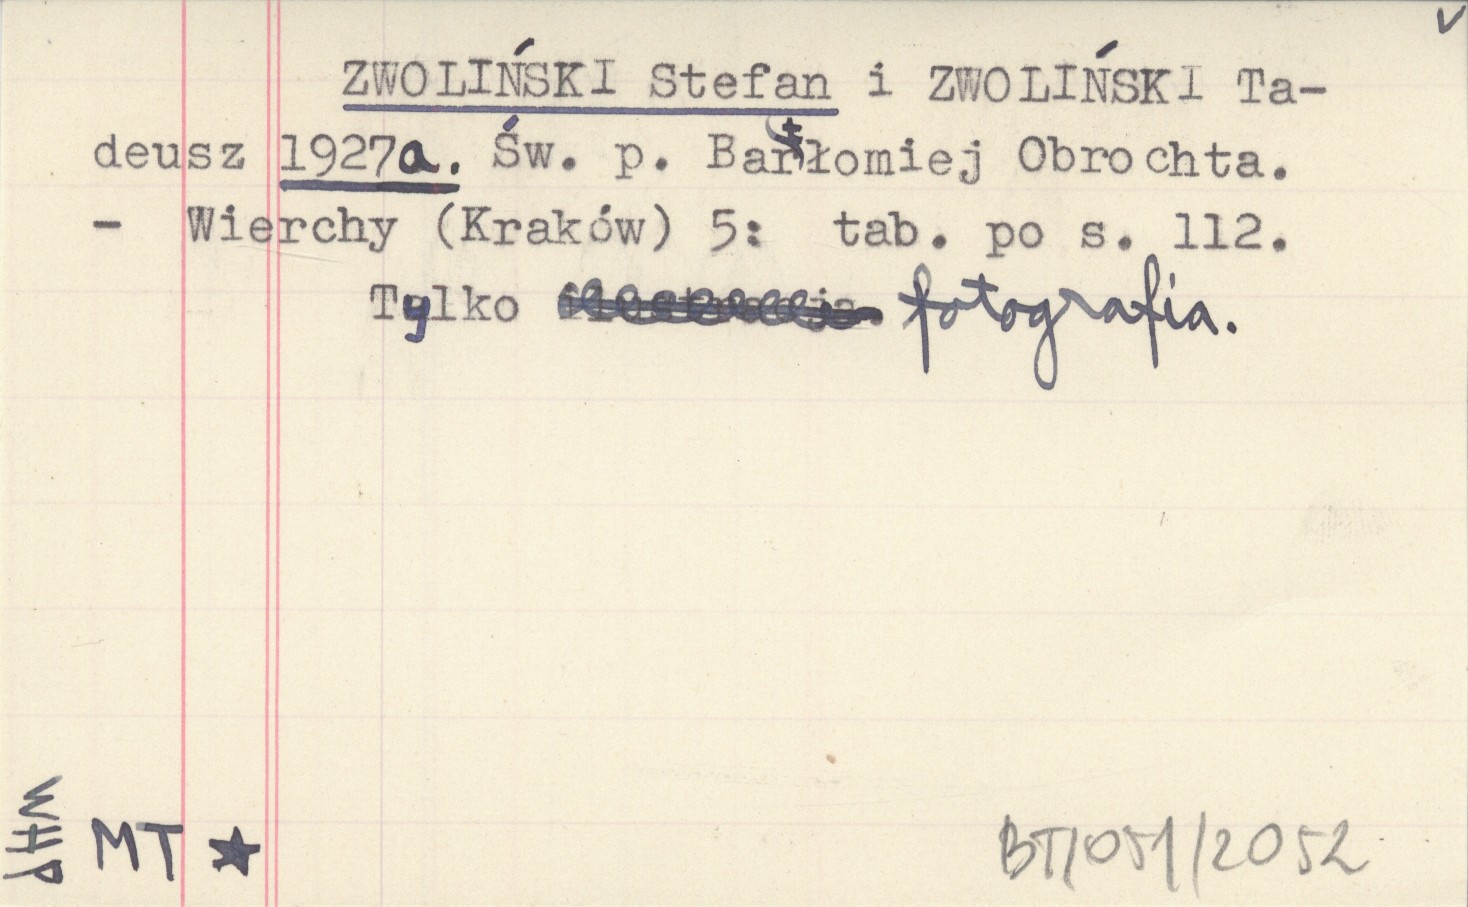 ZWOLIŃSKI Stefan i ZWOLIŃSKI Ta-
deusz 1927a. Św. p. Bartłomiej Obrochta.
- Wierchy (Kraków) 5: tab. po s. 112.
Tylko fotografia.
WHP
MT ★
BT/051/2052